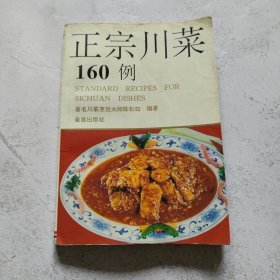 正宗川菜
160 例
STANDARD RECIPES FOR
SICHUAN DISHES
著名川菜烹饪大师陈松如 编著
金盾出版社